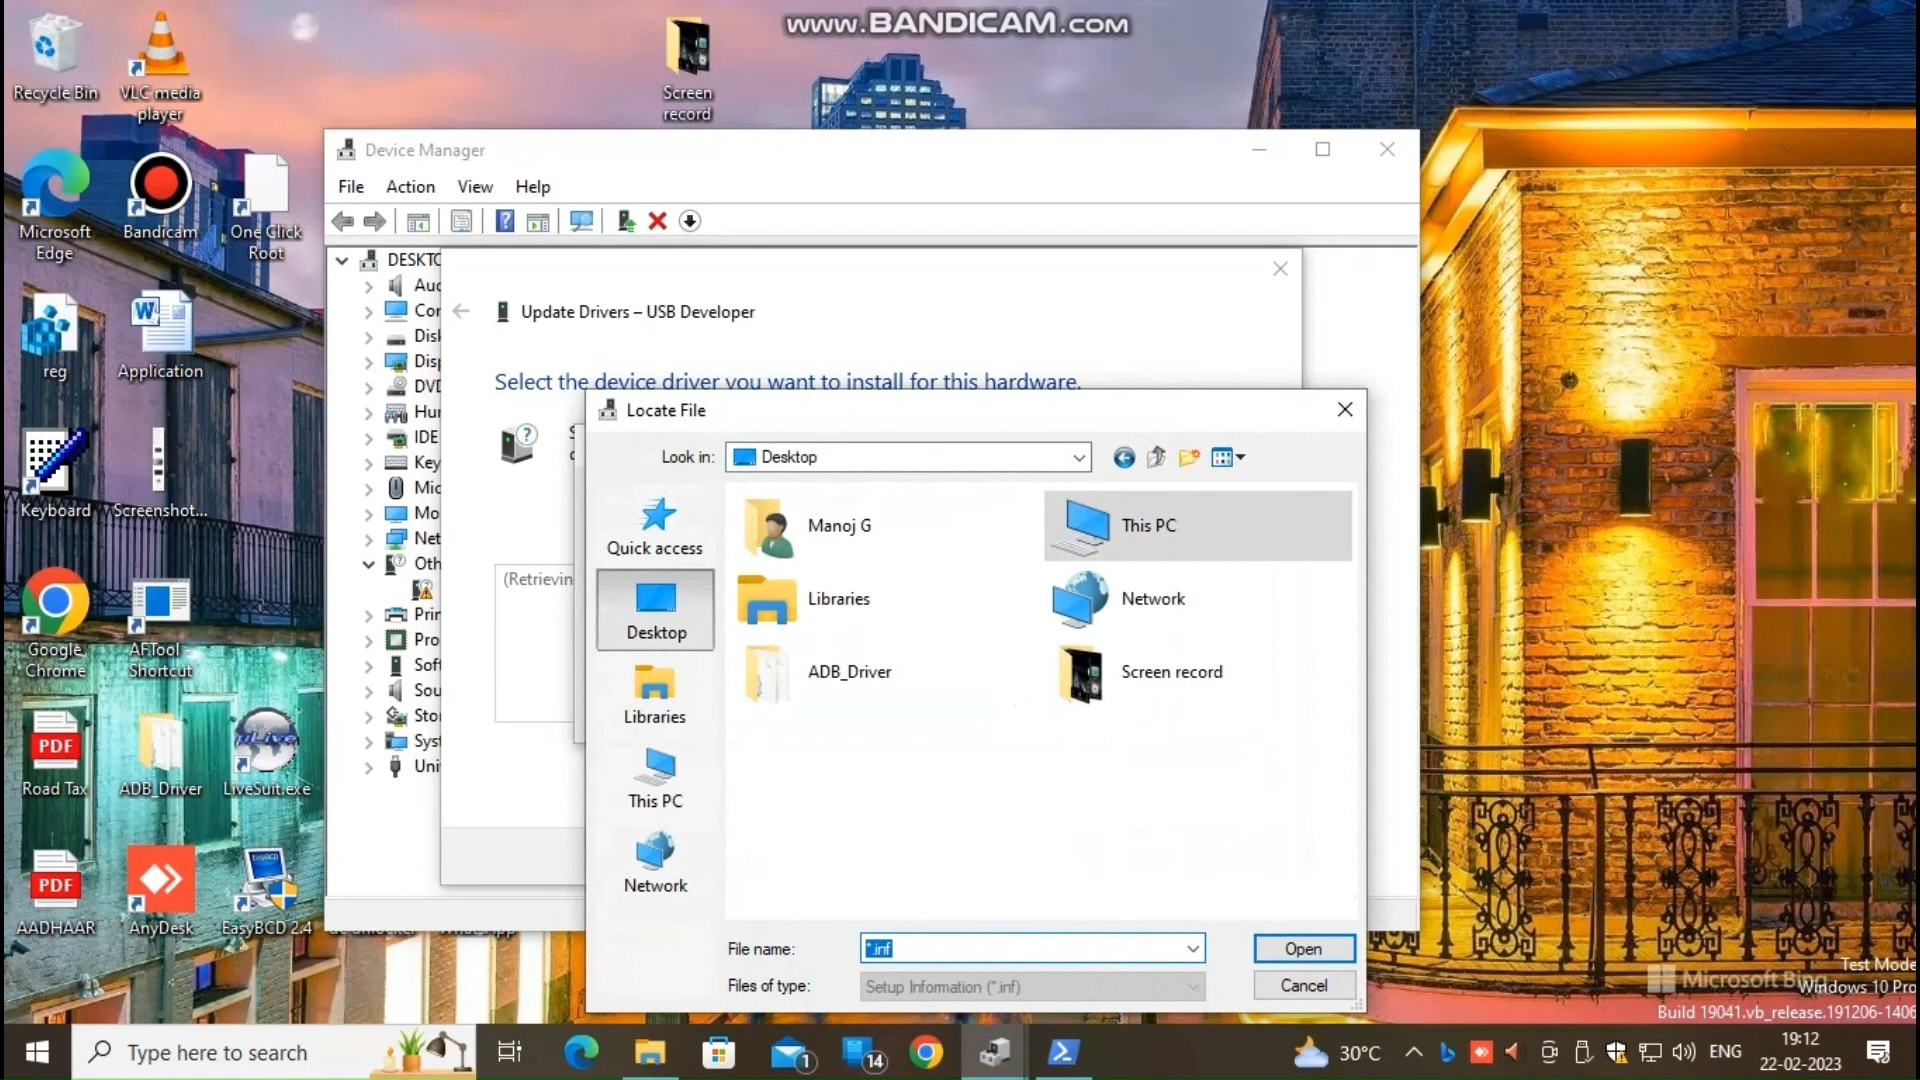 www.BANDICAM.com
Recycle Bin
VLC media
player
Screen
record
Microsoft
Edge
Bandicam
One Click
Root
reg
Application
Keyboard
Screenshot...
Google
Chrome
AFTool -
Shortcut
Road Tax
ADB_Driver
LiveSuit.exe
AADHAAR
AnyDesk
EasyBCD 2.4
Device Manager
File Action View Help
DESKTO
Auc
Cor
Disk
Disp
DVD
Hur
IDE
Key
Mic
Mo
Net
Oth
Prin
Pro
Soft
Sou
Sto
Syst
Uni
Update Drivers – USB Developer
Select the device driver you want to install for this hardware.
(Retrievin
Locate File
Look in:
Desktop
Quick access
Desktop
Libraries
This PC
Network
Manoj G
This PC
Libraries
Network
ADB_Driver
Screen record
File name:
*.inf
Open
Files of type:
Setup Information (*.inf)
Cancel
Microsoft Bing
Test Mode
Windows 10 Pro
Build 19041.vb_release.191206-1406
Type here to search
1
14
30°C
ENG
19:12
22-02-2023